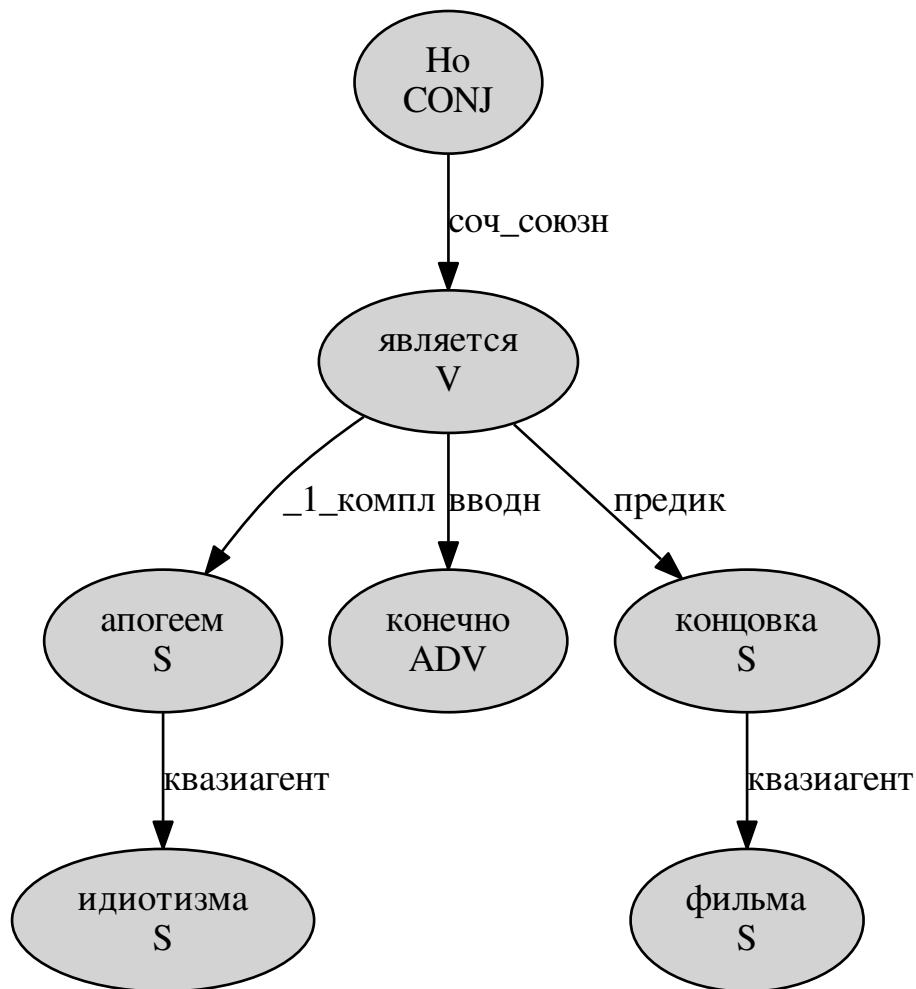 Но
CONJ
соч_союзн
является
V
_1_компл
вводн
предик
апогеем
S
конечно
ADV
концовка
S
квазиагент
квазиагент
идиотизма
S
фильма
S